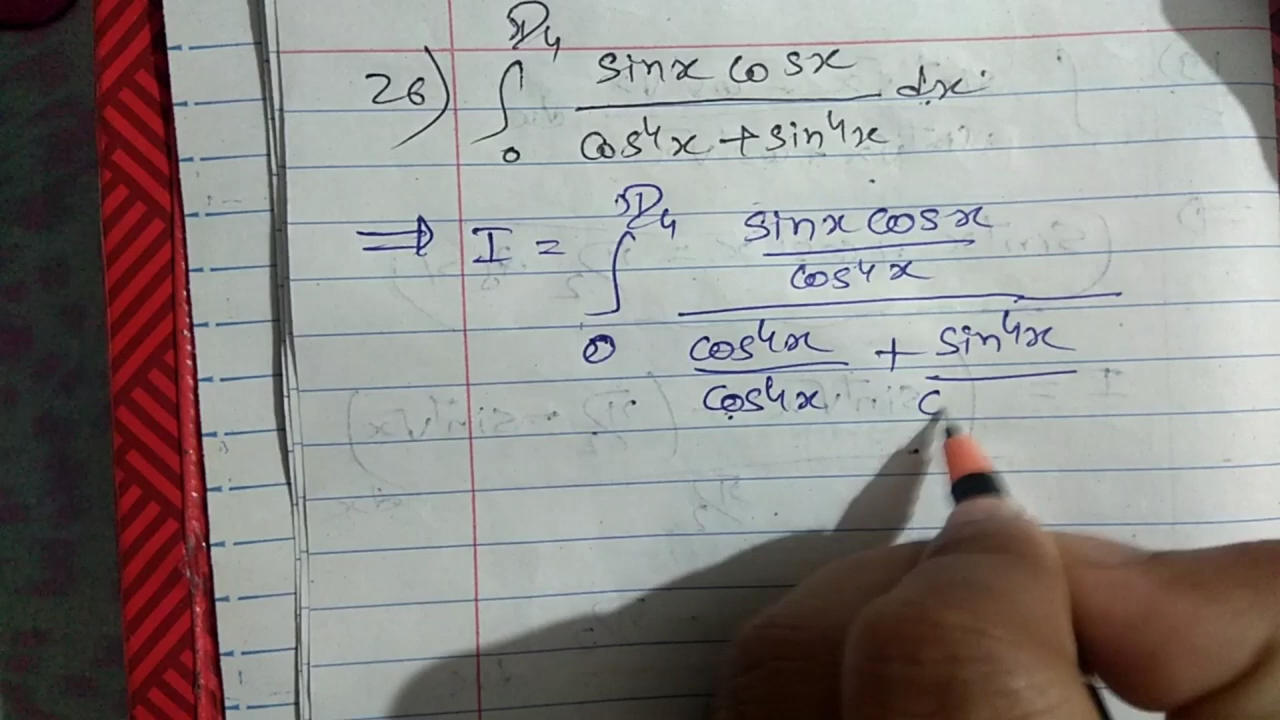 π/4
26) ∫ sinx cosx dx
0 cos⁴x + sin⁴x
π/4
⇒ I = ∫ sinx cosx
cos⁴x
0 cos⁴x + sin⁴x
cos⁴x c